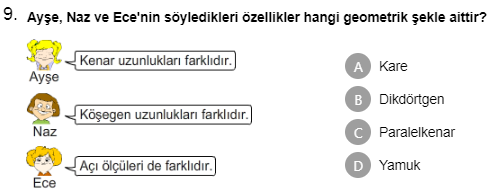 9. Ayşe, Naz ve Ece'nin söyledikleri özellikler hangi geometrik şekle aittir?
Kenar uzunlukları farklıdır.
Ayşe
Köşegen uzunlukları farklıdır.
Naz
Açı ölçüleri de farklıdır.
Ece
A Kare
B Dikdörtgen
C Paralelkenar
D Yamuk